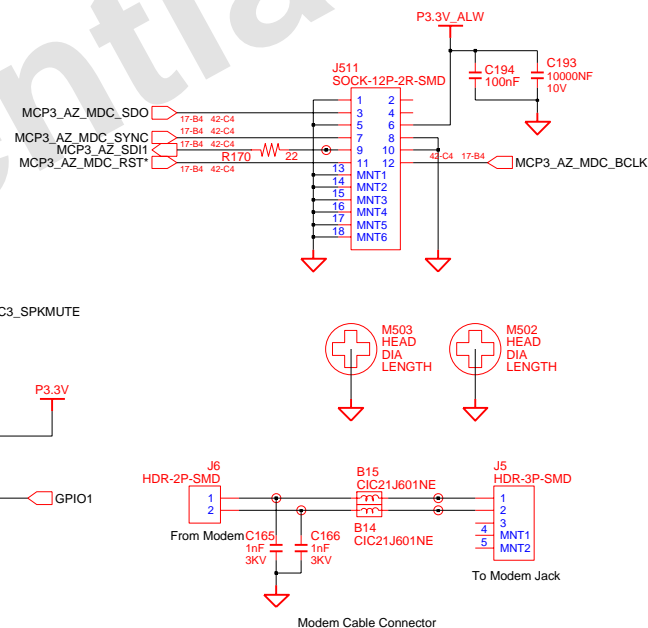 P3.3V_ALW
J511
SOCK-12P-2R-SMD
C194
100nF
C193
10000NF
10V
MCP3_AZ_MDC_SDO
17-B4 42-C4
MCP3_AZ_MDC_SYNC
17-B4 42-C4
MCP3_AZ_SDI1
17-B4 42-C4
R170
22
MCP3_AZ_MDC_RST*
17-B4 42-C4
1 2
3 4
5 6
7 8
9 10
11 12
42-C4 17-B4
MCP3_AZ_MDC_BCLK
13 MNT1
14 MNT2
15 MNT3
16 MNT4
17 MNT5
18 MNT6
C3_SPKMUTE
M503
HEAD
DIA
LENGTH
M502
HEAD
DIA
LENGTH
P3.3V
GPIO1
J6
HDR-2P-SMD
1
2
From Modem
C165
1nF
3KV
C166
1nF
3KV
B15
CIC21J601NE
B14
CIC21J601NE
J5
HDR-3P-SMD
1
2
3
4 MNT1
5 MNT2
To Modem Jack
Modem Cable Connector